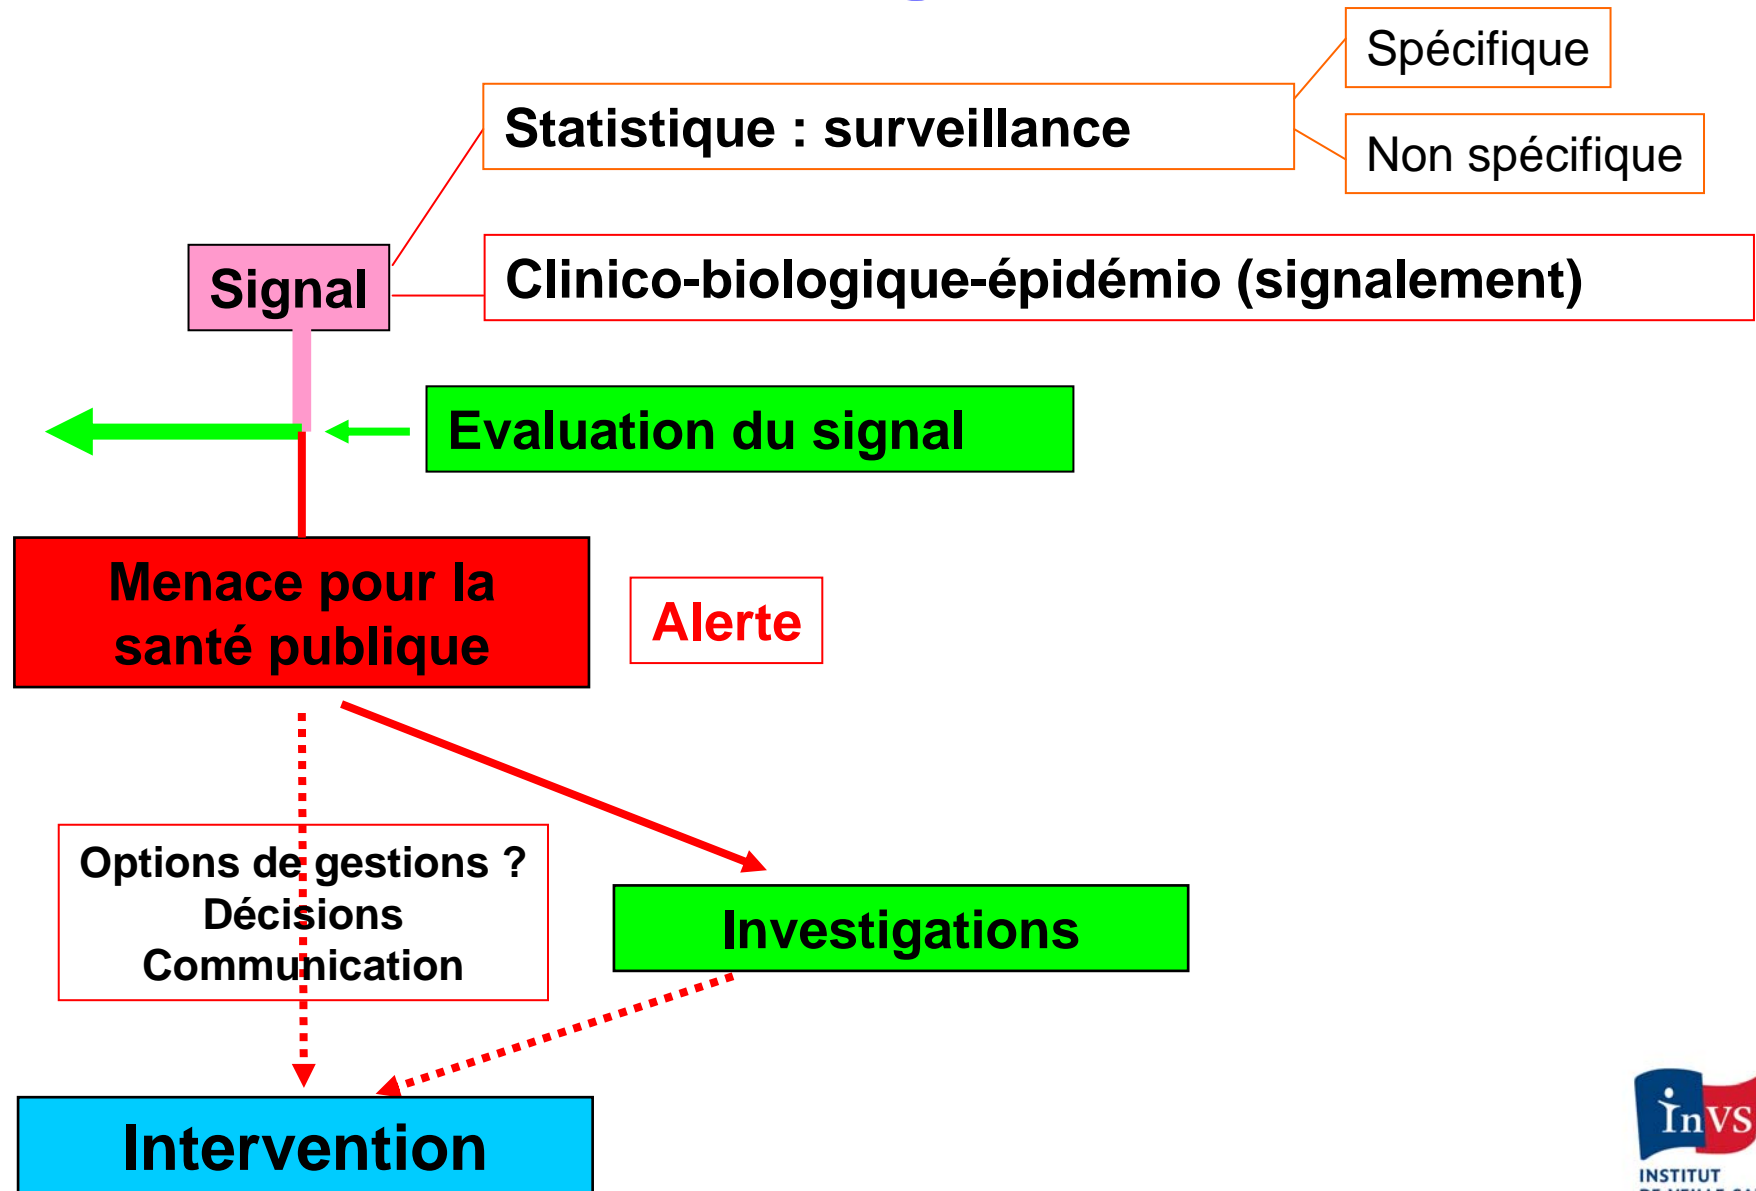 Spécifique
Statistique : surveillance
Non spécifique
Signal
Clinico-biologique-épidémio (signalement)
Evaluation du signal
Menace pour la
santé publique
Alerte
Options de gestions ?
Décisions
Communication
Investigations
Intervention
InVS
INSTITUT